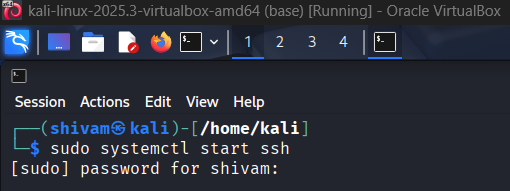 kali-linux-2025.3-virtualbox-amd64 (base) [Running] - Oracle VirtualBox
1 2 3 4
Session Actions Edit View Help
┌──(shivam㉿kali)-[/home/kali]
└─$ sudo systemctl start ssh
[sudo] password for shivam: